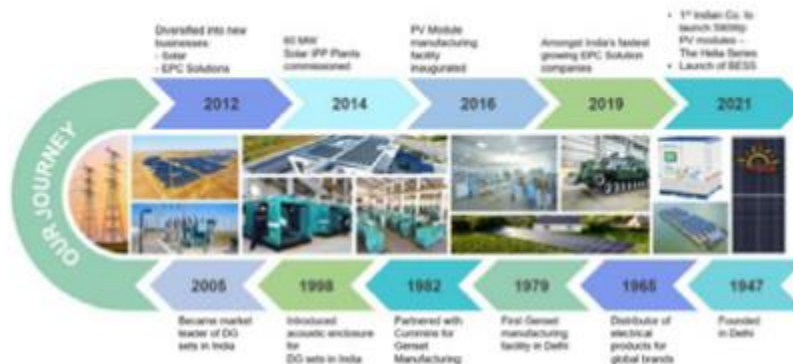 Diversified into new
businesses:
- Solar
- EPC Solutions
60 MW
Solar IPP Plants
commissioned
PV Module
manufacturing
facility
inaugurated
Amongst India's fastest
growing EPC Solution
companies
• 1st Indian Co. to
launch 590Wp
PV modules –
The Helia Series
• Launch of BESS
2012
2014
2016
2019
2021
OUR JOURNEY
2005
1998
1982
1979
1965
1947
Became market
leader of DG
sets in India
Introduced
acoustic enclosure
for
DG sets in India
Partnered with
Cummins for
Genset
Manufacturing
First Genset
manufacturing
facility in Delhi
Distributor of
electrical
products for
global brands
Founded
in Delhi